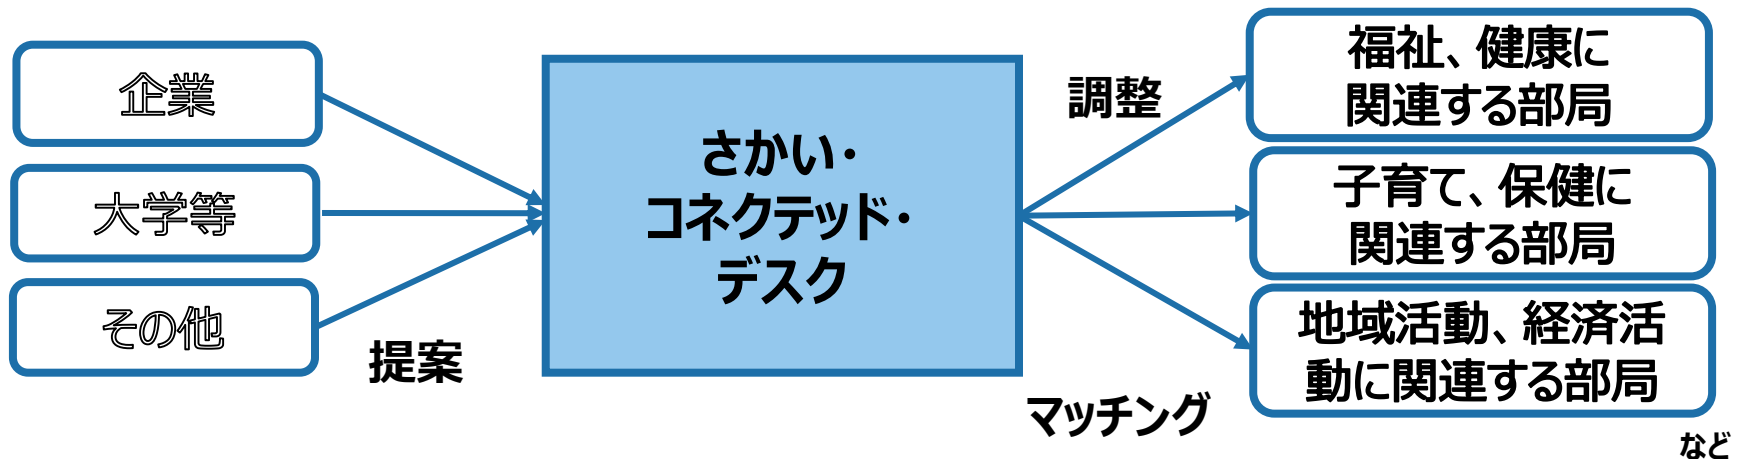 企業
大学等
その他
提案
さかい・
コネクテッド・
デスク
調整
マッチング
福祉、健康に
関連する部局
子育て、保健に
関連する部局
地域活動、経済活
動に関連する部局
など